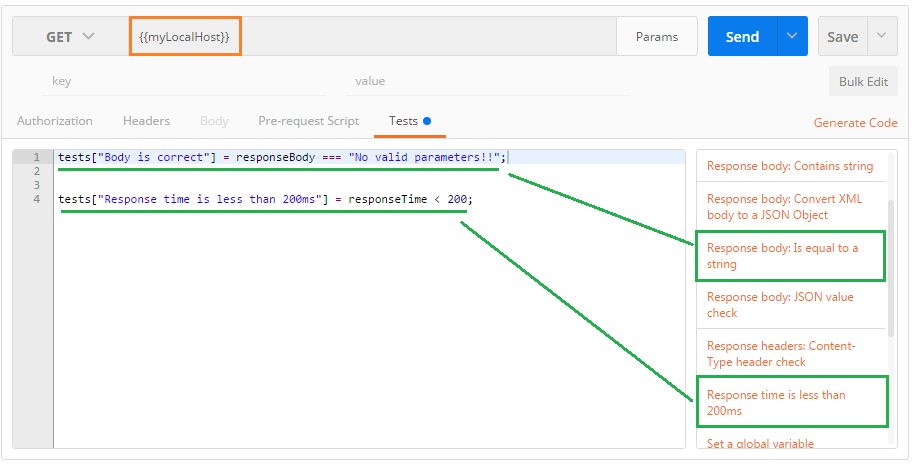 GET {{myLocalHost}} Params Send Save
key value Bulk Edit
Authorization Headers Body Pre-request Script Tests Generate Code
1 tests["Body is correct"] = responseBody === "No valid parameters!!";
2
3
4 tests["Response time is less than 200ms"] = responseTime < 200;
Response body: Contains string
Response body: Convert XML
body to a JSON Object
Response body: Is equal to a
string
Response body: JSON value
check
Response headers: Content-
Type header check
Response time is less than
200ms
Set a global variable